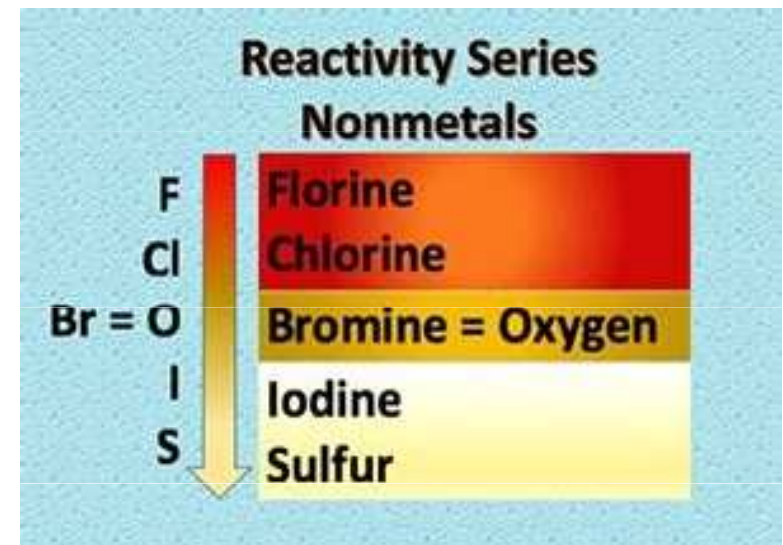 Reactivity Series
Nonmetals
F Florine
Cl Chlorine
Br = O Bromine = Oxygen
I Iodine
S Sulfur